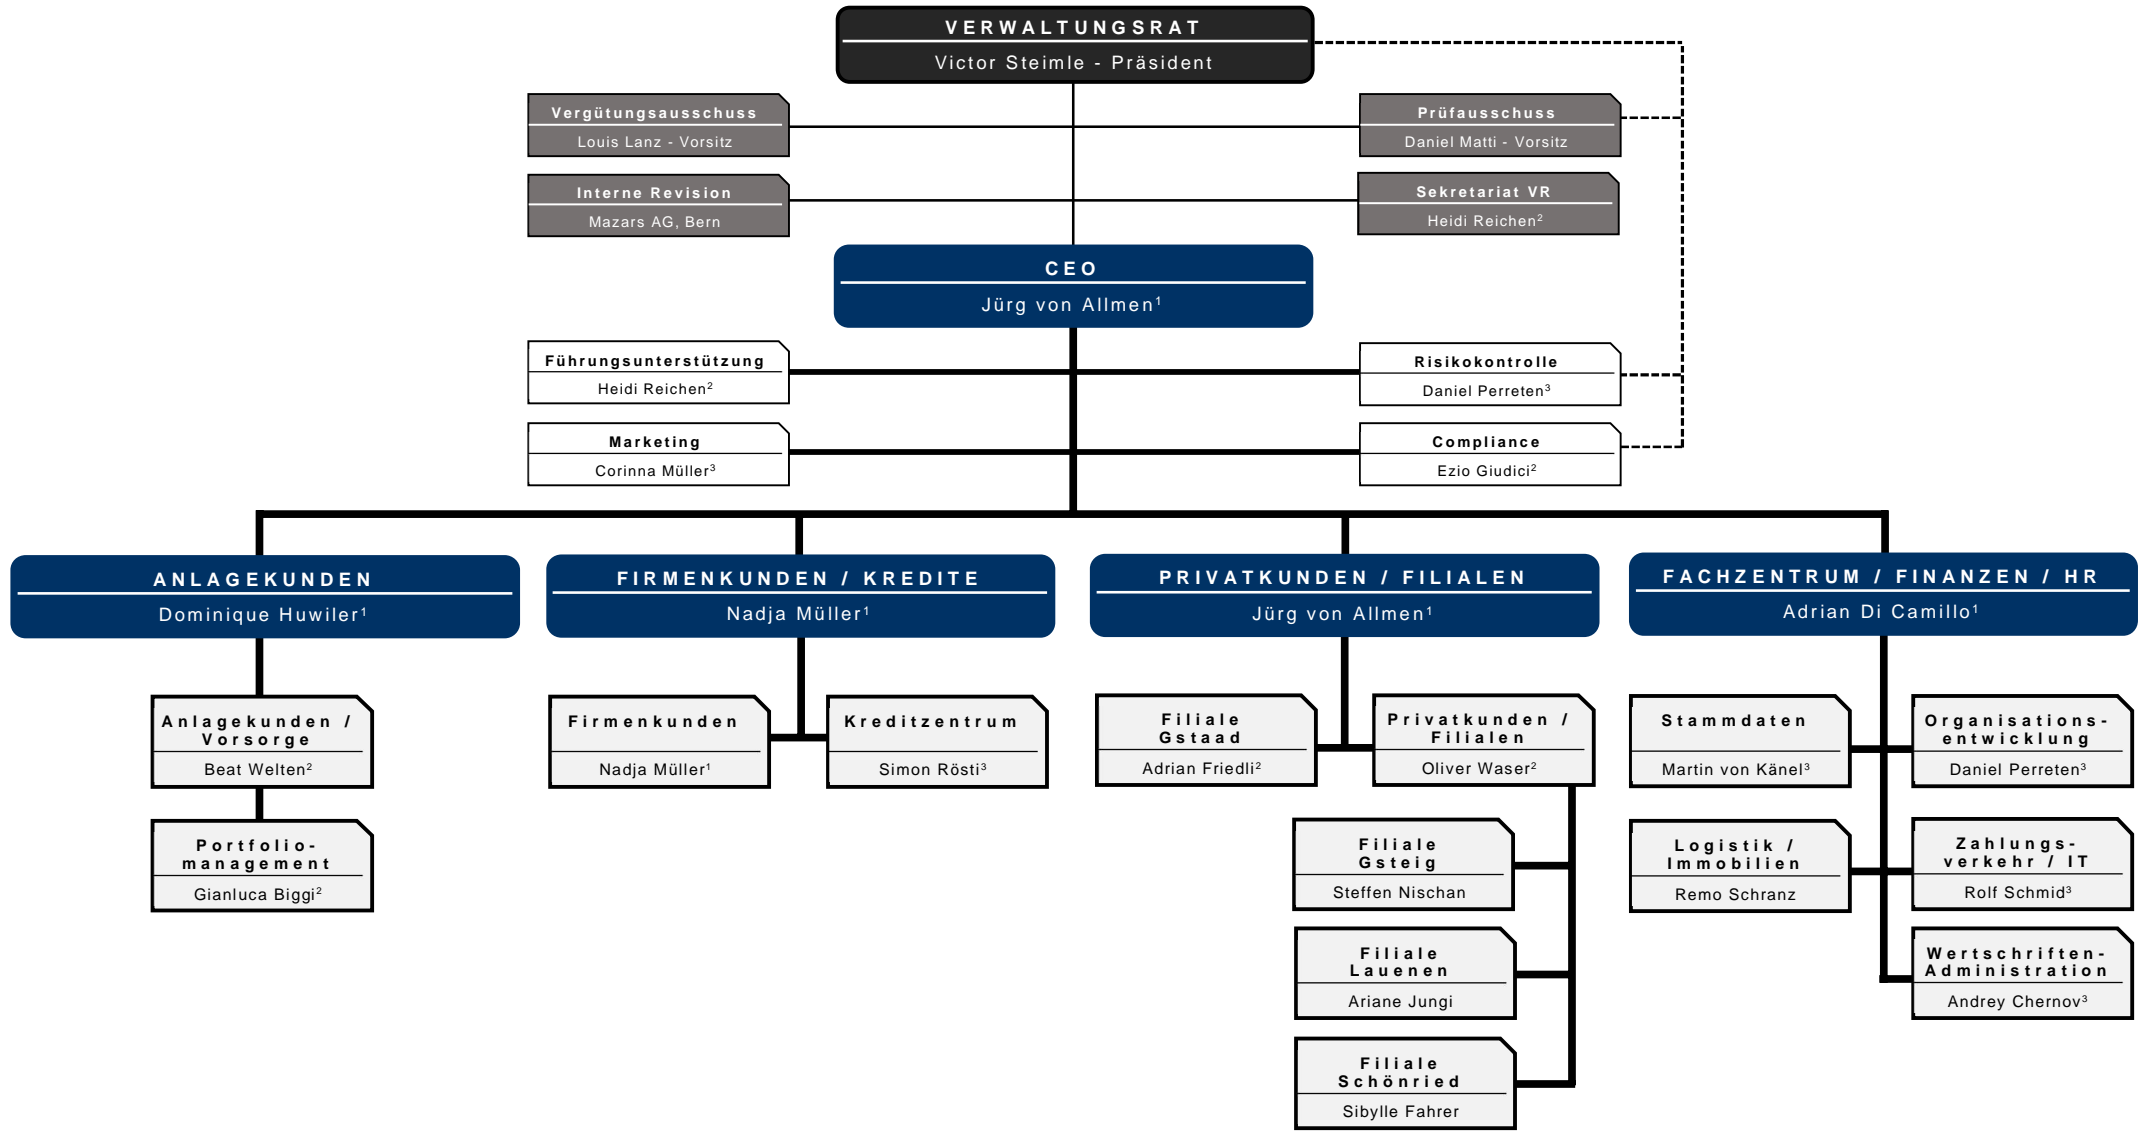 VERWALTUNGSRAT
Victor Steimle - Präsident
Vergütungsausschuss
Louis Lanz - Vorsitz
Prüfausschuss
Daniel Matti - Vorsitz
Interne Revision
Mazars AG, Bern
Sekretariat VR
Heidi Reichen²
CEO
Jürg von Allmen¹
Führungsunterstützung
Heidi Reichen²
Risikokontrolle
Daniel Perreten³
Marketing
Corinna Müller³
Compliance
Ezio Giudici²
ANLAGEKUNDEN
Dominique Huwiler¹
FIRMENKUNDEN / KREDITE
Nadja Müller¹
PRIVATKUNDEN / FILIALEN
Jürg von Allmen¹
FACHZENTRUM / FINANZEN / HR
Adrian Di Camillo¹
Anlagekunden /
Vorsorge
Beat Welten²
Portfolio-
management
Gianluca Biggi²
Firmenkunden
Nadja Müller¹
Kreditzentrum
Simon Rösti³
Filiale
Gstaad
Adrian Friedli²
Privatkunden /
Filialen
Oliver Waser²
Filiale
Gsteig
Steffen Nischan
Filiale
Lauenen
Ariane Jungi
Filiale
Schönried
Sibylle Fahrer
Stammdaten
Martin von Känel³
Organisations-
entwicklung
Daniel Perreten³
Logistik /
Immobilien
Remo Schranz
Zahlungs-
verkehr / IT
Rolf Schmid³
Wertschriften-
Administration
Andrey Chernov³